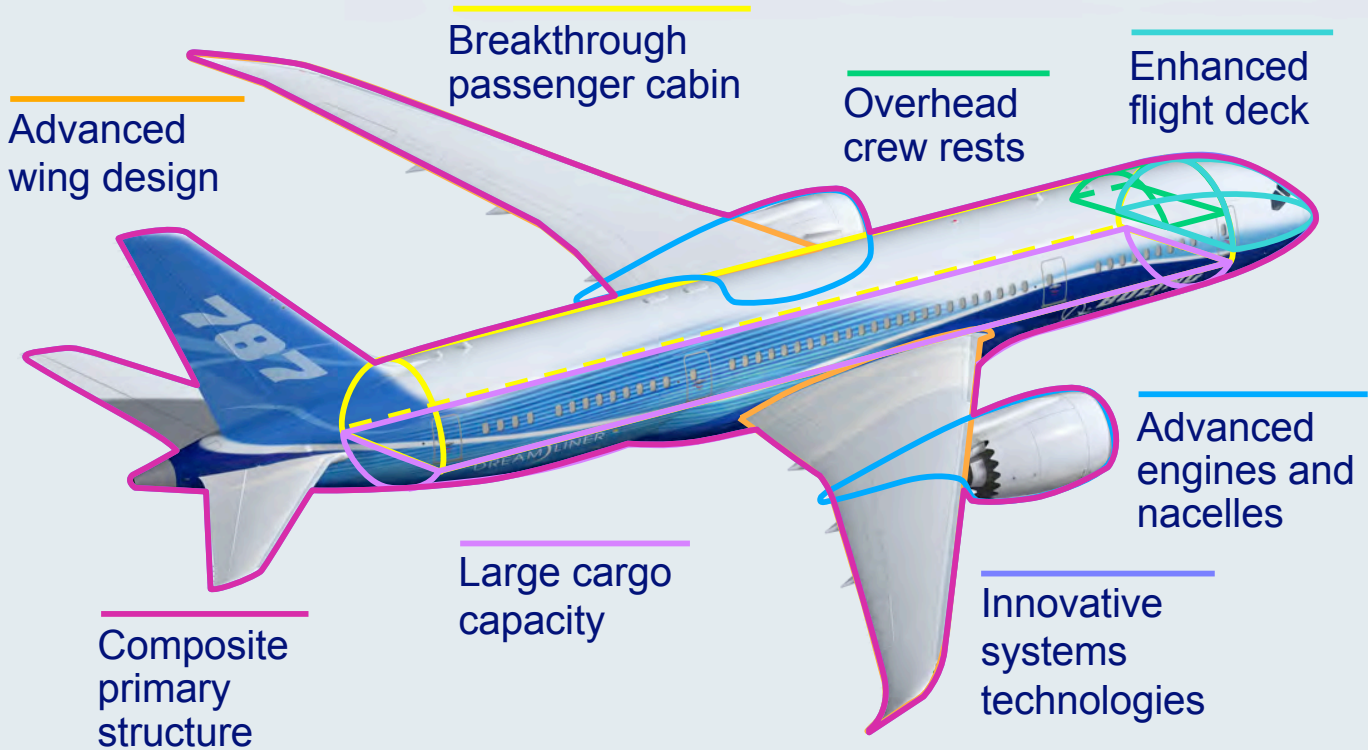 Breakthrough
passenger cabin
Enhanced
flight deck
Overhead
crew rests
Advanced
wing design
787
BOEING
DREAMLINER
Advanced
engines and
nacelles
Large cargo
capacity
Innovative
systems
technologies
Composite
primary
structure